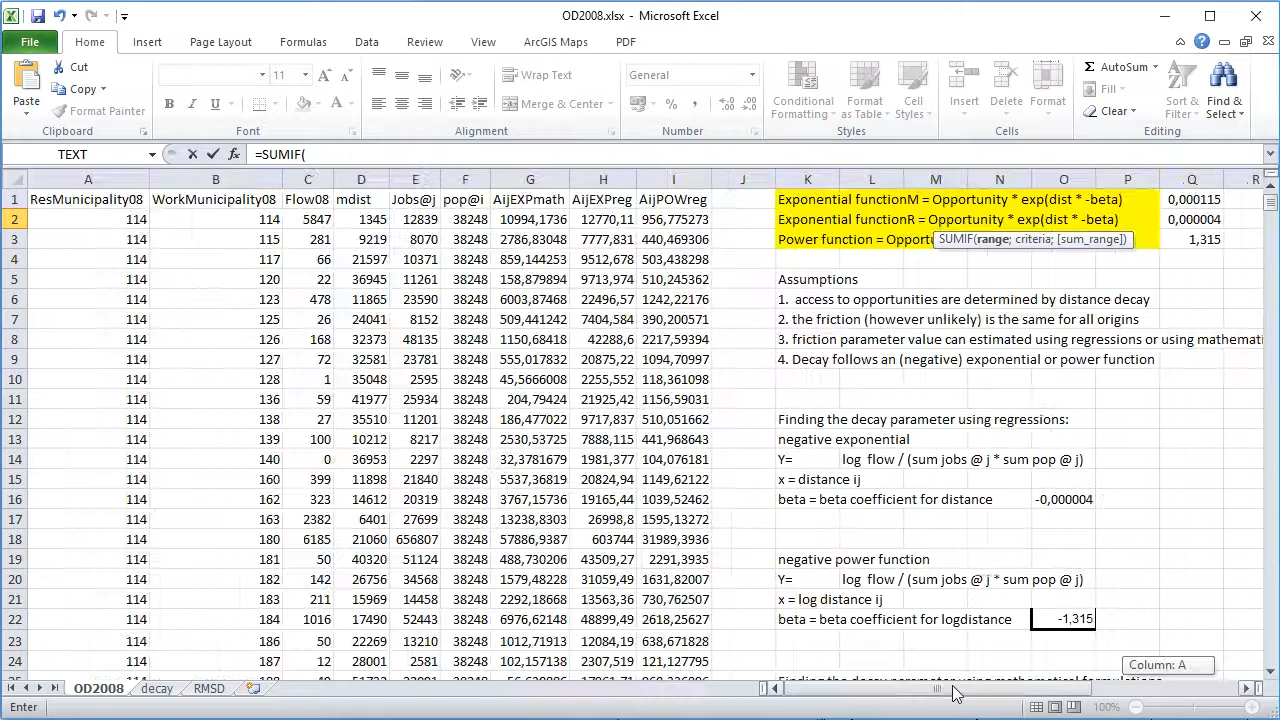 OD2008.xlsx - Microsoft Excel
File Home Insert Page Layout Formulas Data Review View ArcGIS Maps PDF
Paste Cut Copy Format Painter
11 Wrap Text Merge & Center General
Conditional Formatting Format as Table Cell Styles Insert Delete Format
AutoSum Fill Clear Sort & Filter Find & Select
Clipboard Font Alignment Number Styles Cells Editing
TEXT =SUMIF(
A B C D E F G H I J K L M N O P Q R
1 ResMunicipality08 WorkMunicipality08 Flow08 mdist Jobs@j pop@i AijEXPmath AijEXPreg AijPOWreg Exponential functionM = Opportunity * exp(dist * -beta) 0,000115
2 114 114 5847 1345 12839 38248 10994,1736 12770,11 956,775273 Exponential functionR = Opportunity * exp(dist * -beta) 0,000004
3 114 115 281 9219 8070 38248 2786,83048 7777,831 440,469306 Power function = Opportu 1,315
SUMIF(range; criteria; [sum_range])
4 114 117 66 21597 10371 38248 859,144593 9512,678 503,438298
5 114 120 22 36945 11261 38248 158,879894 9713,974 510,245362 Assumptions
6 114 123 478 11865 23590 38248 6003,87468 22496,57 1242,22176 1. access to opportunities are determined by distance decay
7 114 125 26 24041 8152 38248 509,441242 7404,584 390,200571 2. the friction (however unlikely) is the same for all origins
8 114 126 168 32373 48135 38248 1150,68418 42288,6 2217,59394 3. friction parameter value can estimated using regressions or using mathemati
9 114 127 72 32581 23781 38248 555,017832 20875,22 1094,70997 4. Decay follows an (negative) exponential or power function
10 114 128 1 35048 2595 38248 45,5666008 2255,552 118,361098
11 114 136 59 41977 25934 38248 204,79424 21925,42 1156,59031
12 114 138 27 35510 11201 38248 186,477022 9717,837 510,051662 Finding the decay parameter using regressions:
13 114 139 100 10212 8217 38248 2530,53725 7888,115 441,968643 negative exponential
14 114 140 0 36953 2297 38248 32,3781679 1981,377 104,076181 Y= log flow / (sum jobs @ j * sum pop @ j)
15 114 160 399 11898 21840 38248 5537,36819 20824,94 1149,62122 x = distance ij
16 114 162 323 14612 20319 38248 3767,15736 19165,44 1039,52462 beta = beta coefficient for distance -0,000004
17 114 163 2382 6401 27699 38248 13238,8303 26998,8 1595,13272
18 114 180 6185 21060 656807 38248 57886,9387 603744 31989,3936
19 114 181 50 40320 51124 38248 488,730206 43509,27 2291,3935 negative power function
20 114 182 142 26756 34568 38248 1579,48228 31059,49 1631,82007 Y= log flow / (sum jobs @ j * sum pop @ j)
21 114 183 211 15969 14458 38248 2292,18668 13563,36 730,762507 x = log distance ij
22 114 184 1016 17490 52443 38248 6976,62148 48899,49 2618,25627 beta = beta coefficient for logdistance -1,315
23 114 186 50 22269 13210 38248 1012,71913 12084,19 638,671828
24 114 187 12 28001 2581 38248 102,157138 2307,519 121,127795
Column: A
OD2008 decay RMSD
Enter 100%